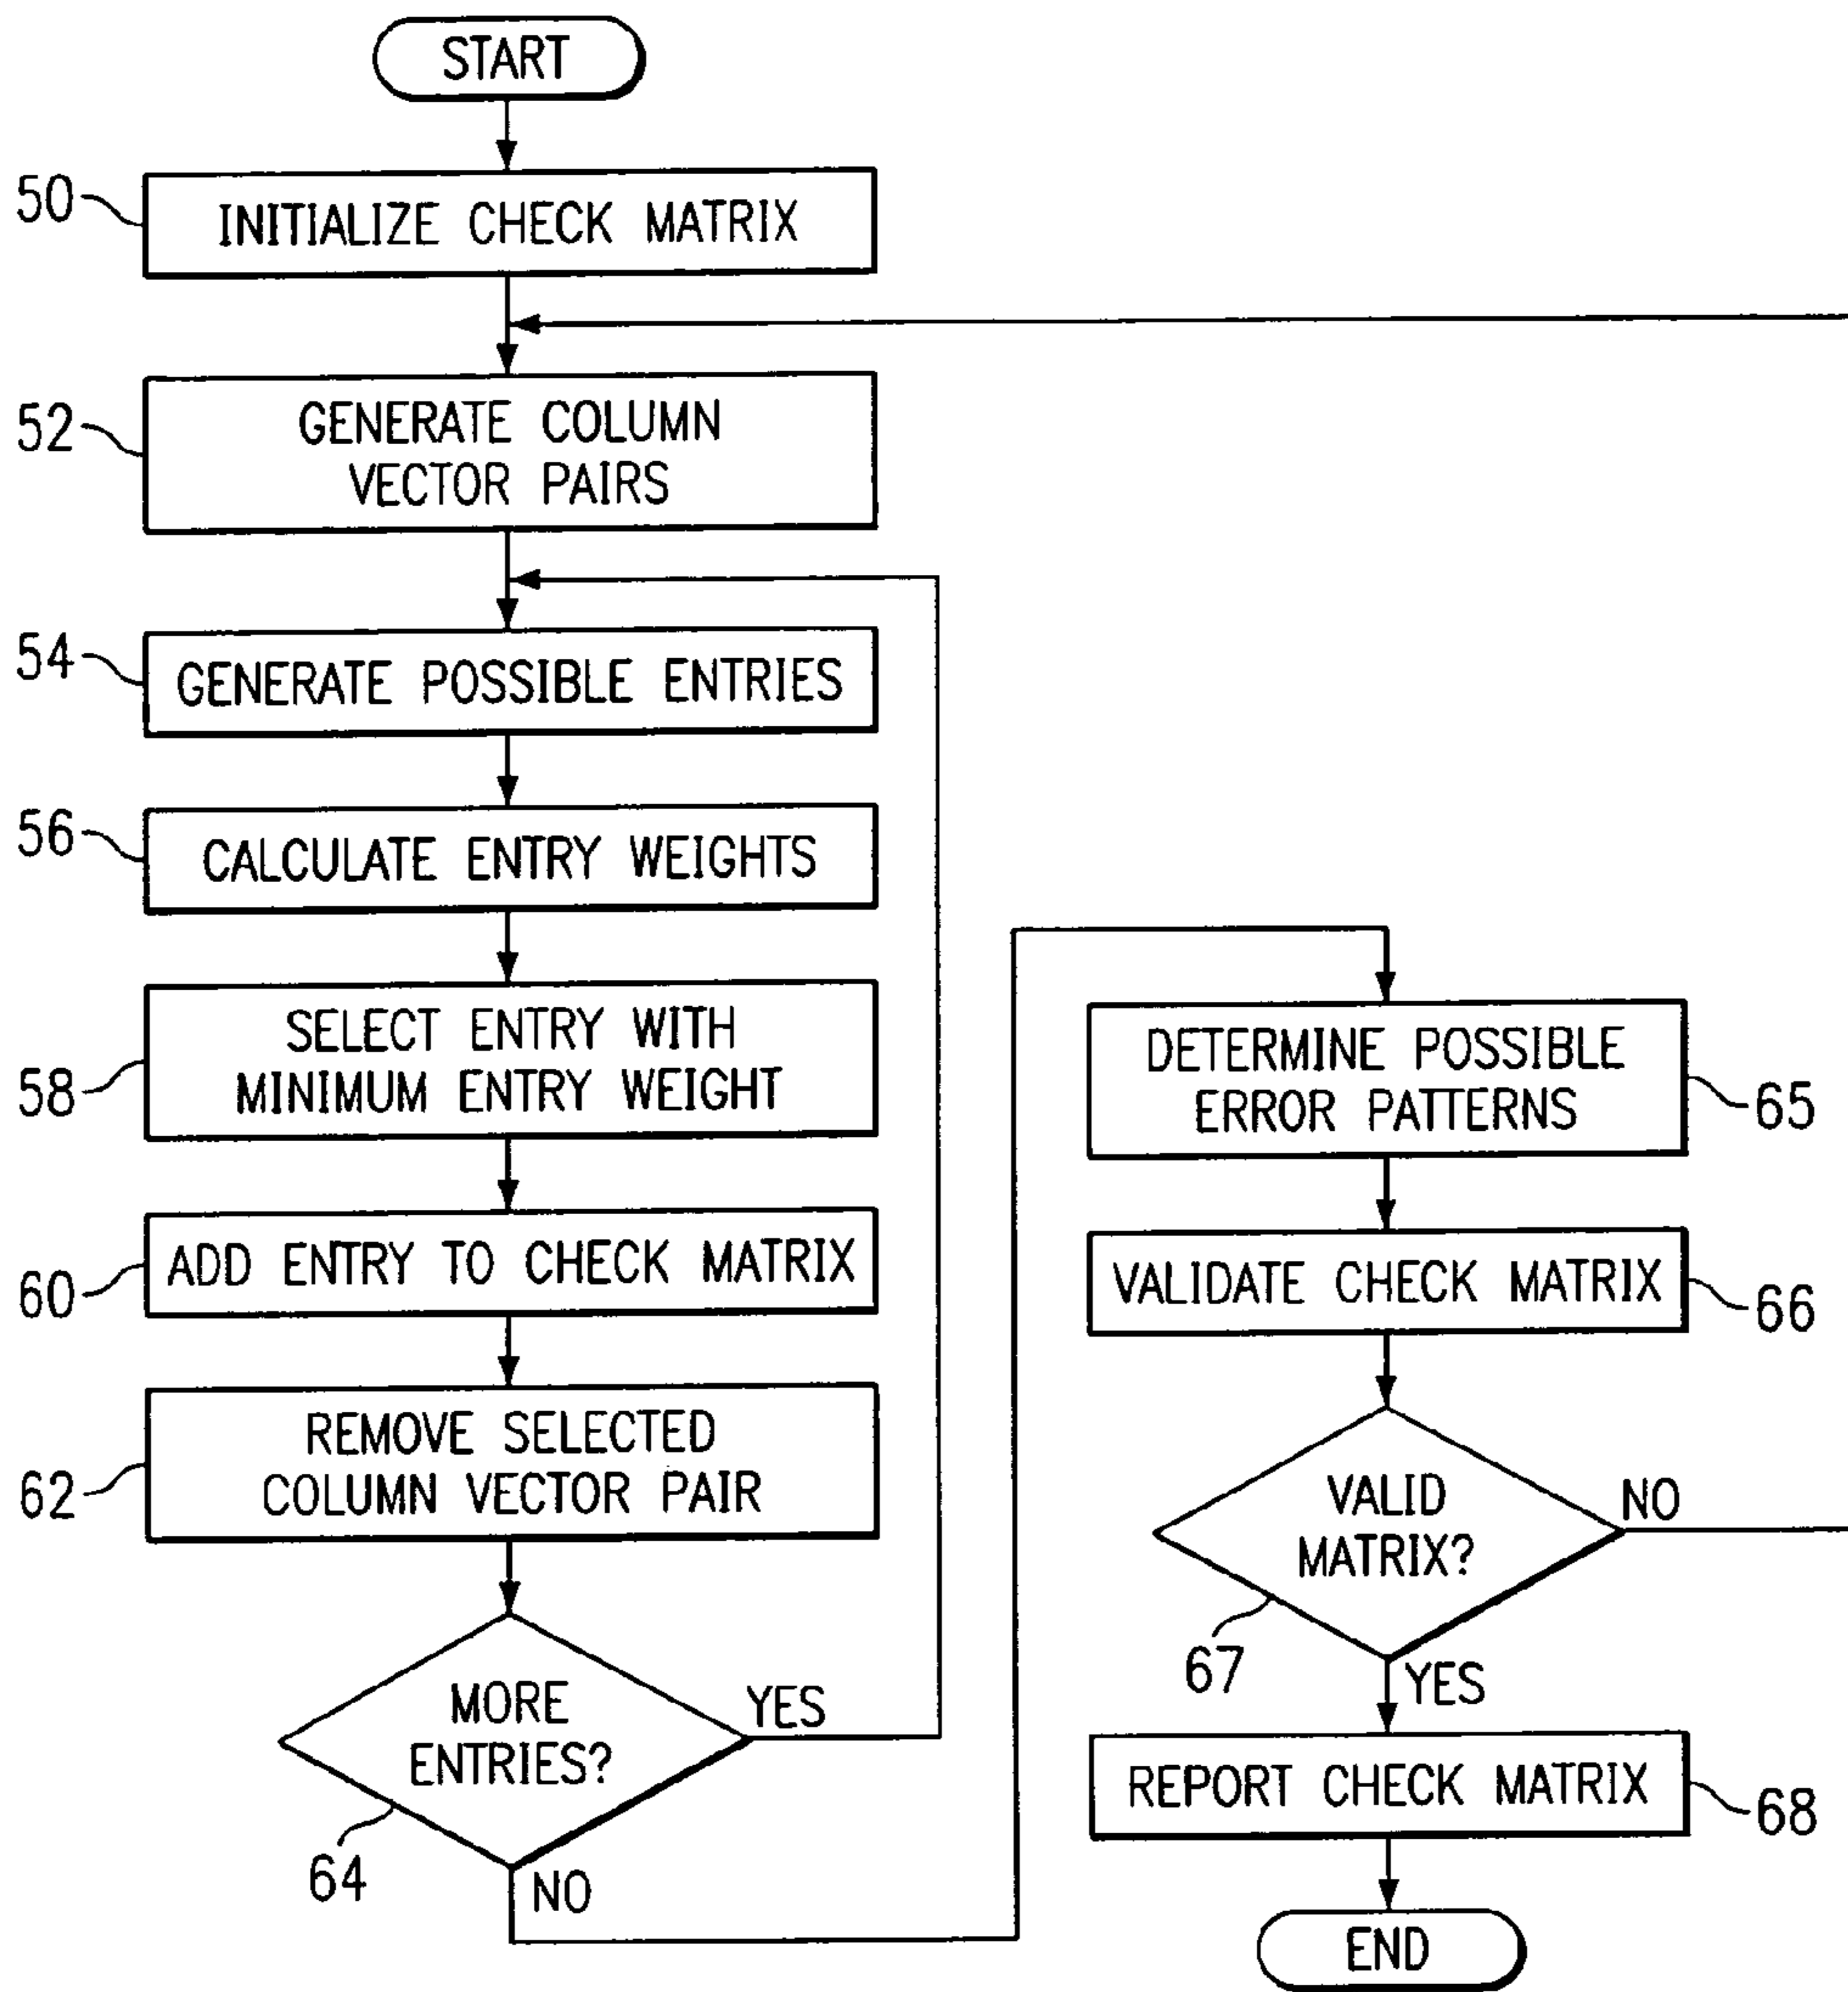 START
50
INITIALIZE CHECK MATRIX
52
GENERATE COLUMN
VECTOR PAIRS
54
GENERATE POSSIBLE ENTRIES
56
CALCULATE ENTRY WEIGHTS
58
SELECT ENTRY WITH
MINIMUM ENTRY WEIGHT
60
ADD ENTRY TO CHECK MATRIX
62
REMOVE SELECTED
COLUMN VECTOR PAIR
MORE
ENTRIES?
YES
64
NO
DETERMINE POSSIBLE
ERROR PATTERNS
65
VALIDATE CHECK MATRIX
66
VALID
MATRIX?
NO
67
YES
REPORT CHECK MATRIX
68
END